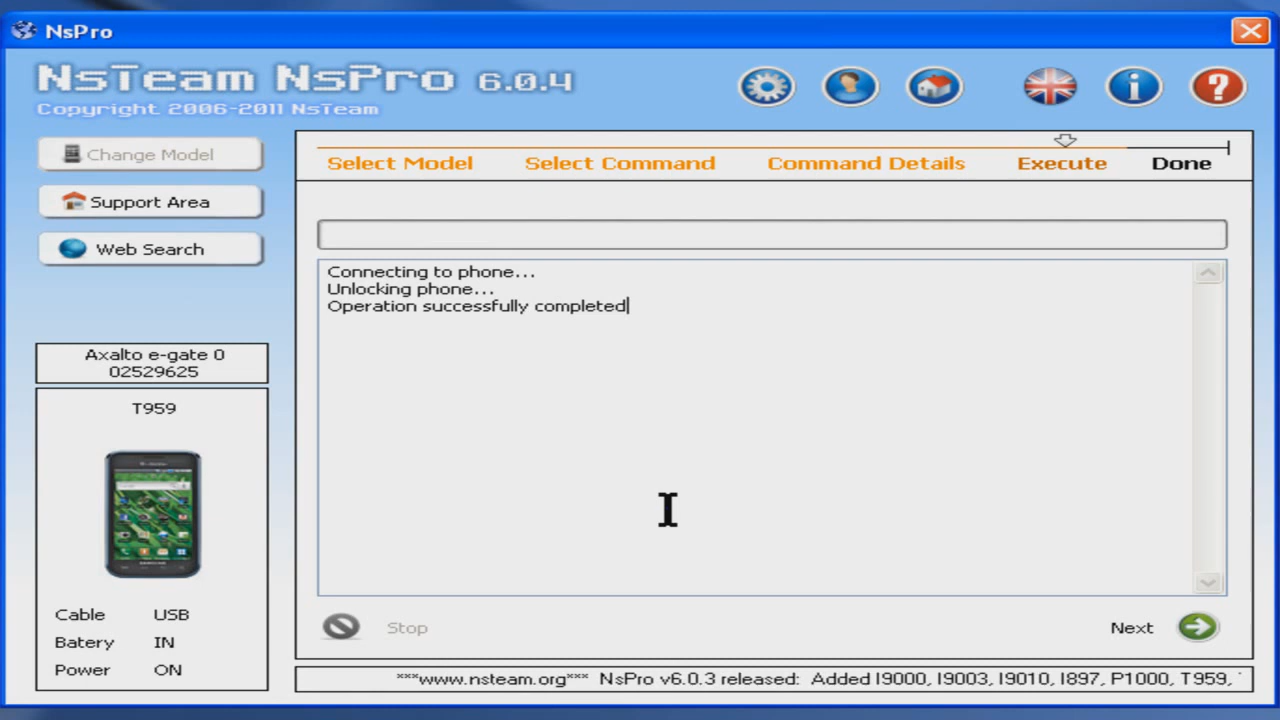 NsPro
NsTeam NsPro 6.0.4
Copyright 2006-2011 NsTeam
Change Model
Support Area
Web Search
Select Model Select Command Command Details Execute Done
Connecting to phone...
Unlocking phone...
Operation successfully completed
Axalto e-gate 0
02529625
T959
Cable USB
Batery IN
Power ON
Stop
Next
***www.nsteam.org*** NsPro v6.0.3 released: Added I9000, I9003, I9010, I897, P1000, T959,